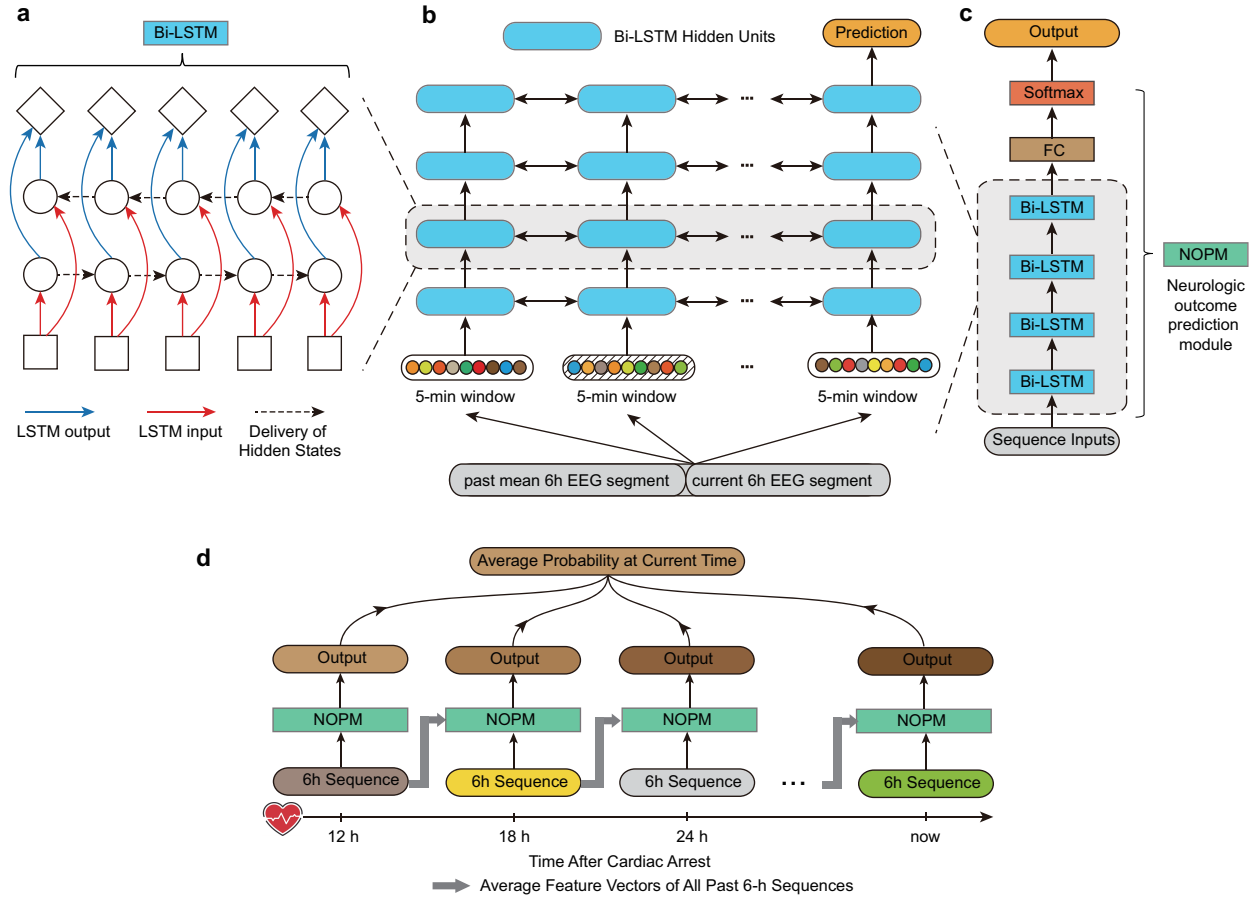 a
Bi-LSTM
LSTM output
LSTM input
Delivery of
Hidden States
b
Bi-LSTM Hidden Units
Prediction
...
...
...
...
...
5-min window
5-min window
5-min window
past mean 6h EEG segment
current 6h EEG segment
c
Output
Softmax
FC
Bi-LSTM
Bi-LSTM
Bi-LSTM
Bi-LSTM
Sequence Inputs
NOPM
Neurologic
outcome
prediction
module
d
Average Probability at Current Time
Output
Output
Output
Output
NOPM
NOPM
NOPM
NOPM
6h Sequence
6h Sequence
6h Sequence
...
6h Sequence
12 h
18 h
24 h
now
Time After Cardiac Arrest
Average Feature Vectors of All Past 6-h Sequences